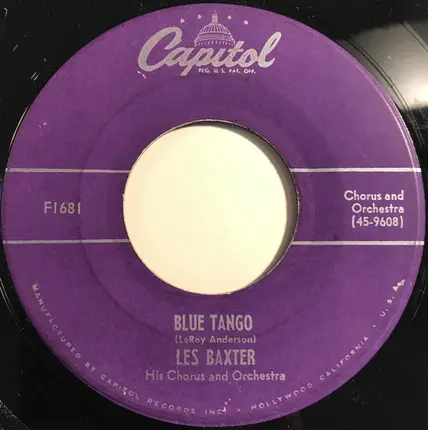 Capitol
REG. U.S. PAT. OFF.
F1681
Chorus and
Orchestra
(45-9608)
BLUE TANGO
(LeRoy Anderson)
LES BAXTER
His Chorus and Orchestra
MANUFACTURED BY CAPITOL RECORDS INC. • HOLLYWOOD CALIFORNIA • U.S.A.